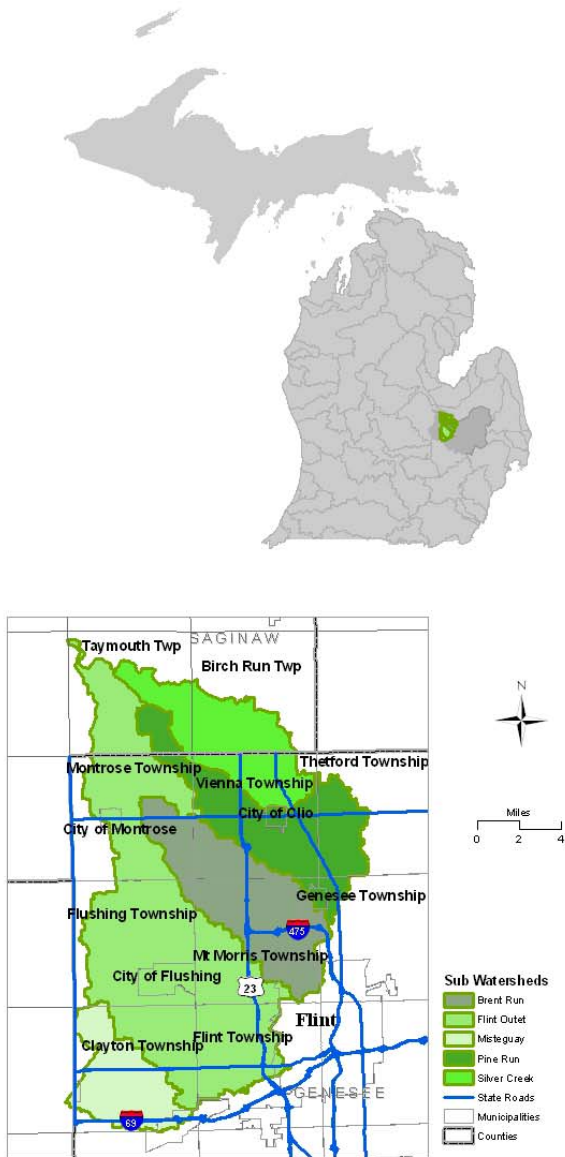 SAGINAW
Taymouth Twp
Birch Run Twp
N
Thetford Township
Montrose Township
Vienna Township
Miles
City of Clio
City of Montrose
0 2 4
Genesee Township
Flushing Township
475
Mt Morris Township
City of Flushing
23
Sub Watersheds
Brent Run
Flint Outet
Misteguay
Pine Run
Silver Creek
State Roads
Municipalities
Counties
Flint
Flint Township
Clayton Township
GENESEE
69